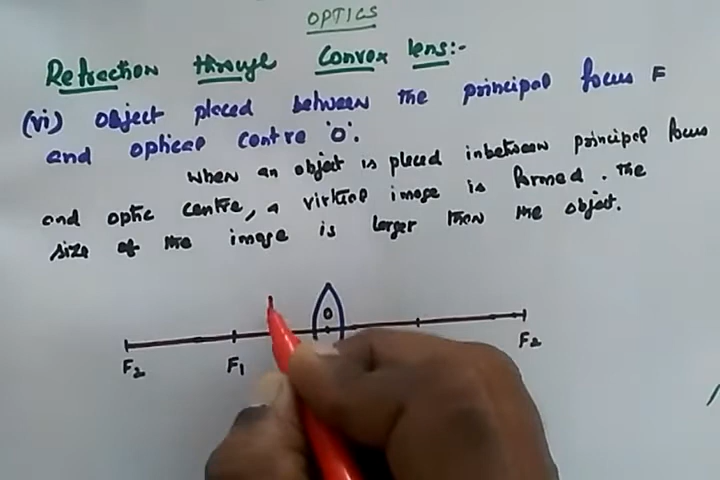 OPTICS
Refraction through Convex lens:-
(vi) object placed between the principal focus F
and optical centre 'O'.
When an object is placed inbetween principal focus
and optic centre, a virtual image is formed. The
size of the image is larger than the object.
O
F2 F1 F2